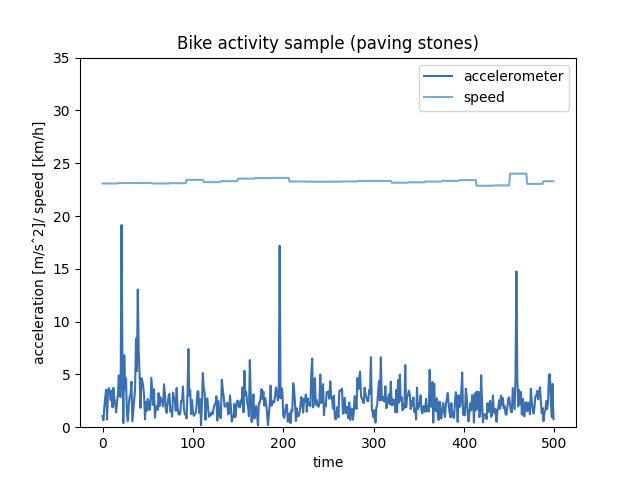 Bike activity sample (paving stones)
accelerometer
speed
acceleration [m/s^2]/ speed [km/h]
35
30
25
20
15
10
5
0
0 100 200 300 400 500
time